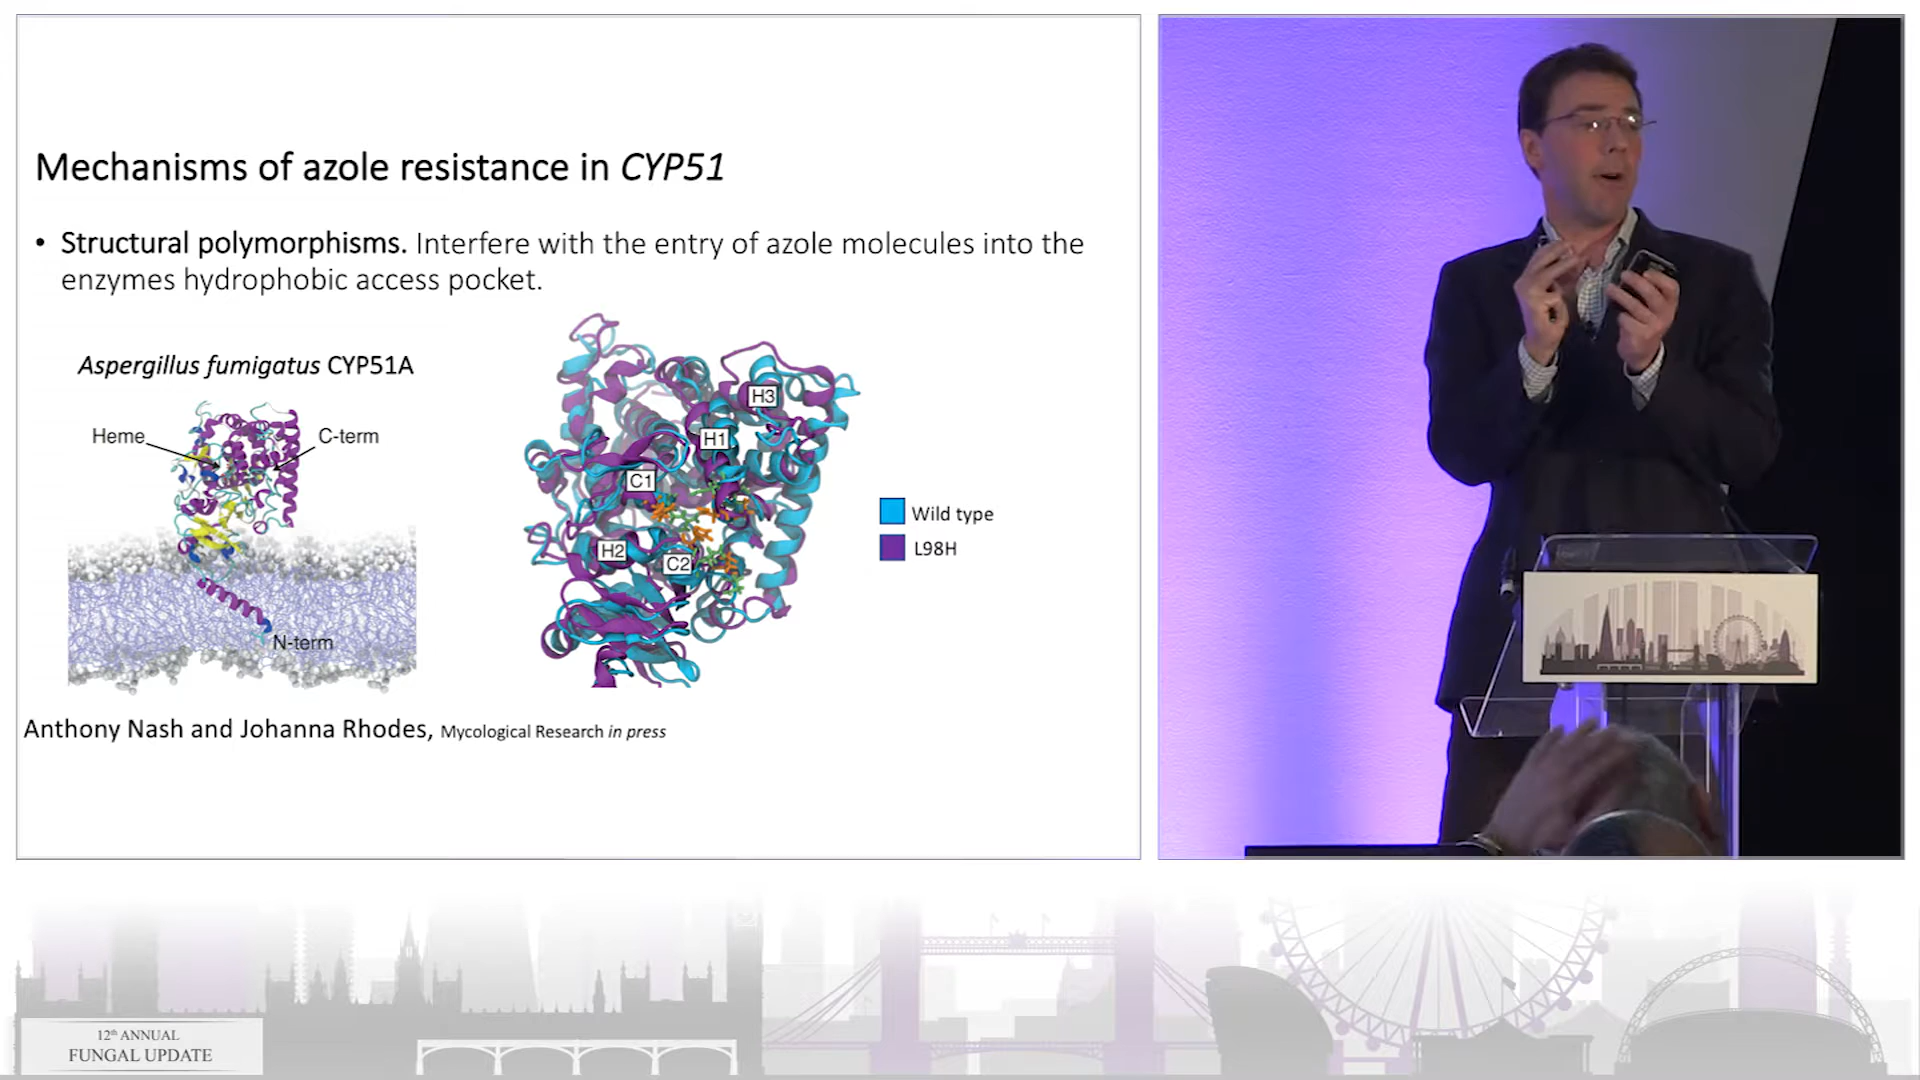 Mechanisms of azole resistance in CYP51
• Structural polymorphisms. Interfere with the entry of azole molecules into the
enzymes hydrophobic access pocket.
Aspergillus fumigatus CYP51A
Heme
C-term
N-term
H3
H1
C1
H2
C2
Wild type
L98H
Anthony Nash and Johanna Rhodes, Mycological Research in press
12th ANNUAL
FUNGAL UPDATE